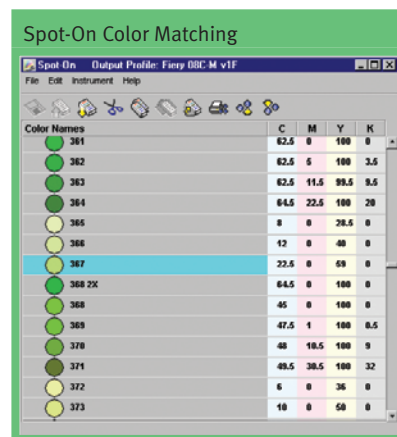 Spot-On Color Matching
Spot-On Output Profile: Fiery 08C-M v1F
File Edit Instrument Help
Color Names C M Y K
361 62.5 0 100 0
362 62.5 5 100 3.5
363 62.5 11.5 99.5 9.5
364 64.5 22.5 100 20
365 8 0 28.5 0
366 12 0 40 0
367 22.5 0 59 0
368 2X 64.5 0 100 0
368 45 0 100 0
369 47.5 1 100 0.5
370 48 10.5 100 9
371 49.5 30.5 100 32
372 6 0 36 0
373 10 0 50 0